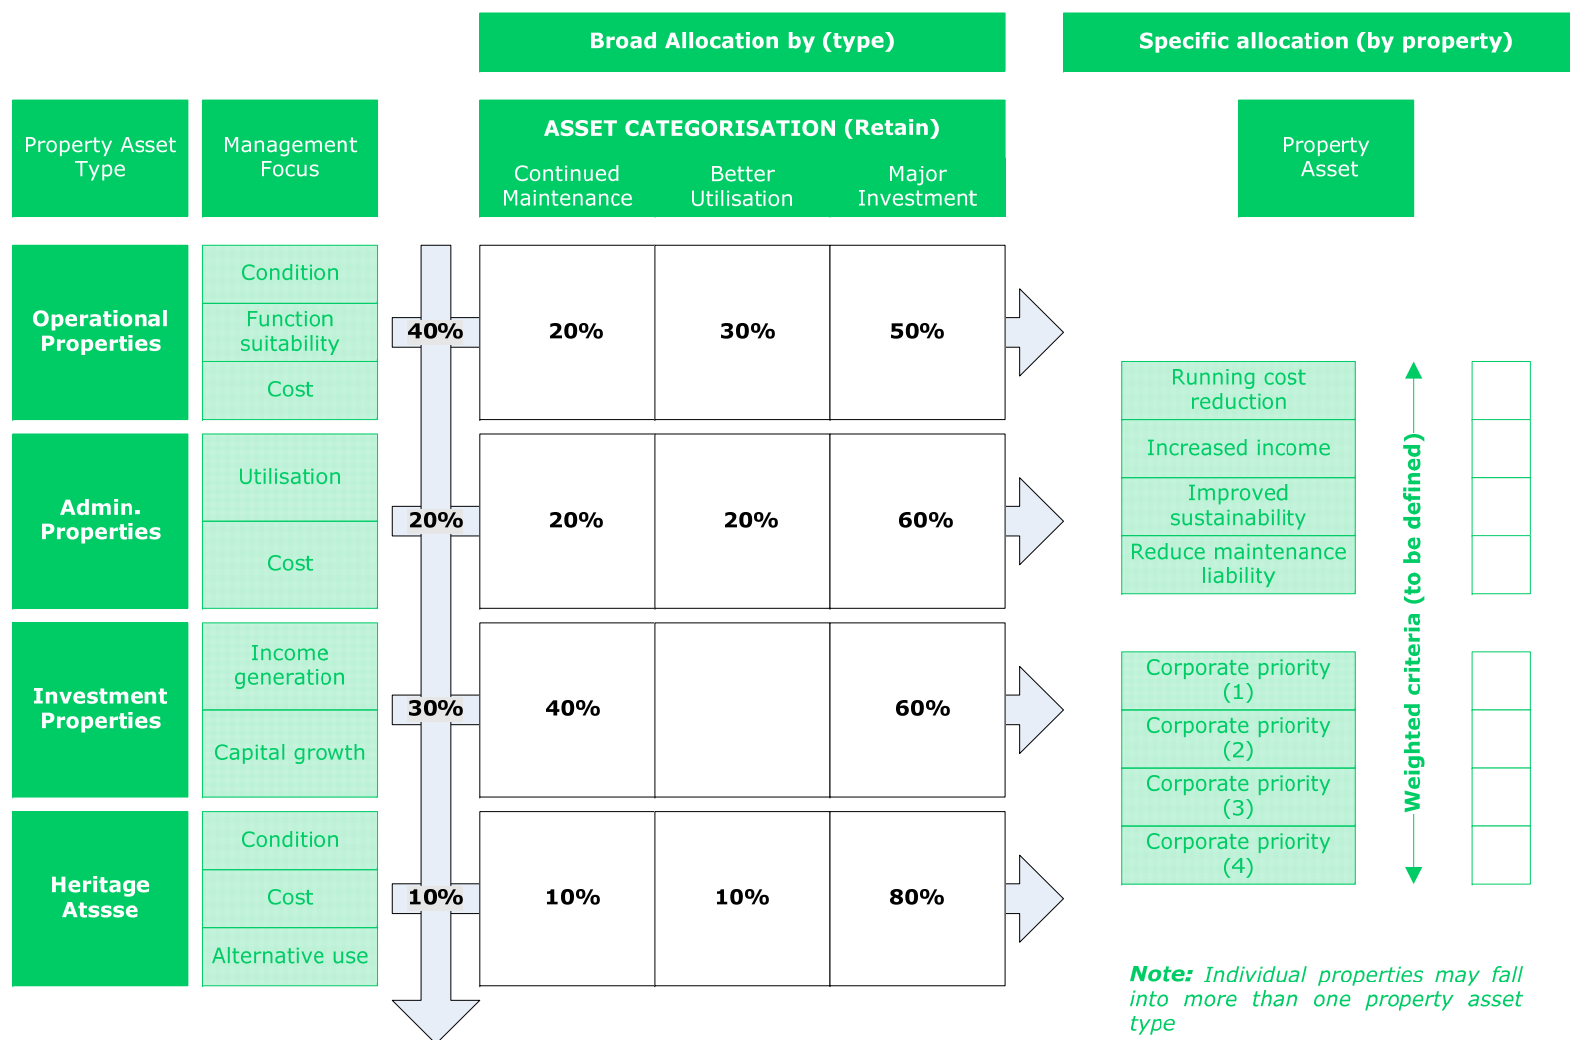 Broad Allocation by (type)
Specific allocation (by property)
Property Asset
Type
Management
Focus
ASSET CATEGORISATION (Retain)
Continued
Maintenance
Better
Utilisation
Major
Investment
Property
Asset
Operational
Properties
Condition
Function
suitability
Cost
40%
20%
30%
50%
Admin.
Properties
Utilisation
Cost
20%
20%
20%
60%
Investment
Properties
Income
generation
Capital growth
30%
40%
60%
Heritage
Atssse
Condition
Cost
Alternative use
10%
10%
10%
80%
Running cost
reduction
Increased income
Improved
sustainability
Reduce maintenance
liability
Corporate priority
(1)
Corporate priority
(2)
Corporate priority
(3)
Corporate priority
(4)
Weighted criteria (to be defined)
Note: Individual properties may fall
into more than one property asset
type